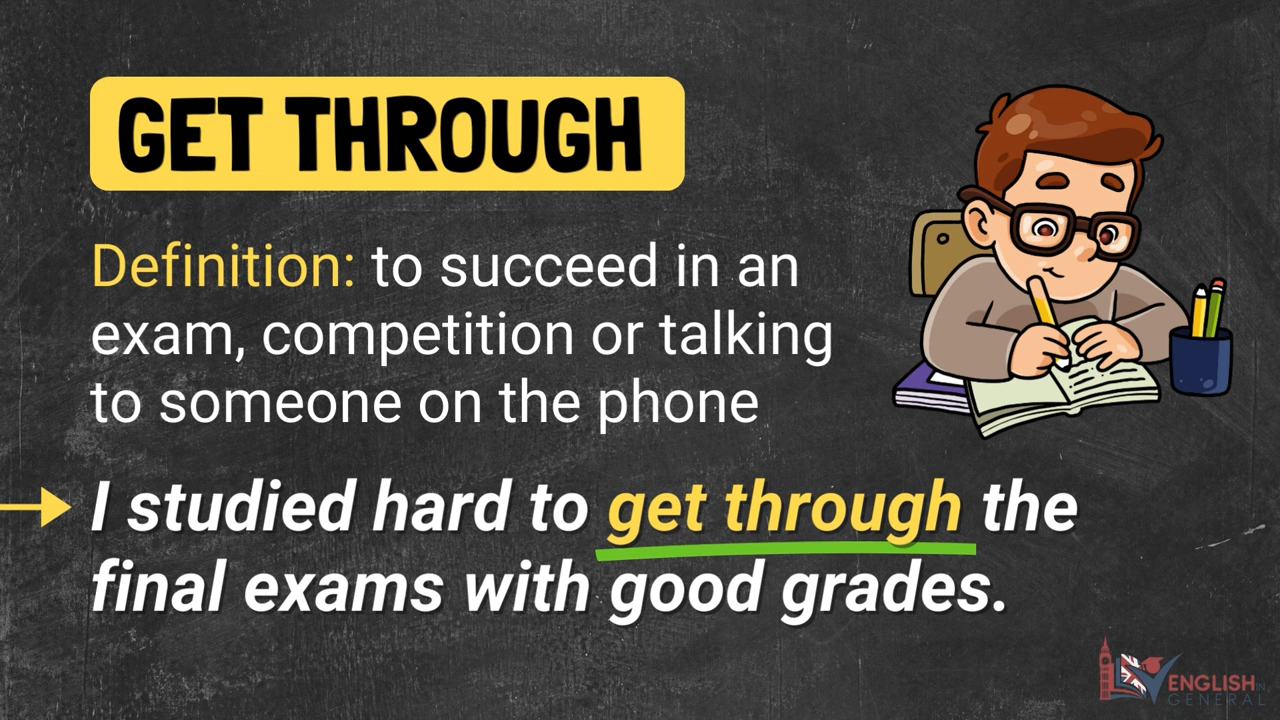 GET THROUGH
Definition: to succeed in an
exam, competition or talking
to someone on the phone
I studied hard to get through the
final exams with good grades.
ENGLISH IN
GENERAL